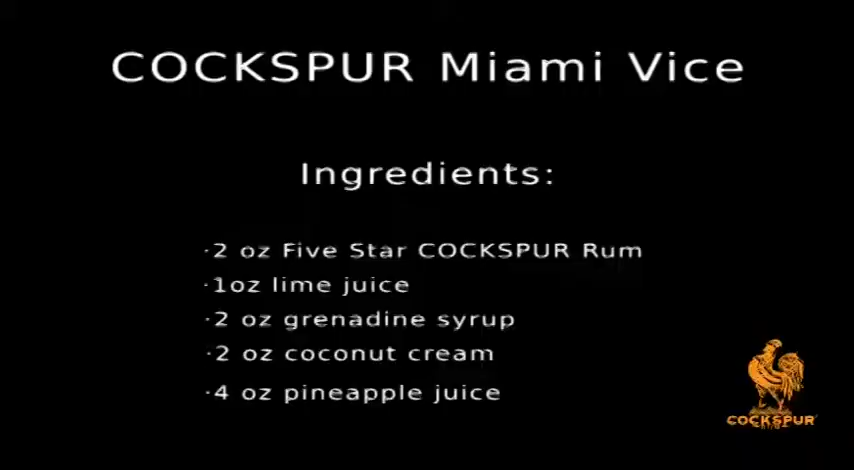 COCKSPUR Miami Vice
Ingredients:
·2 oz Five Star COCKSPUR Rum
·1oz lime juice
·2 oz grenadine syrup
·2 oz coconut cream
·4 oz pineapple juice
COCKSPUR